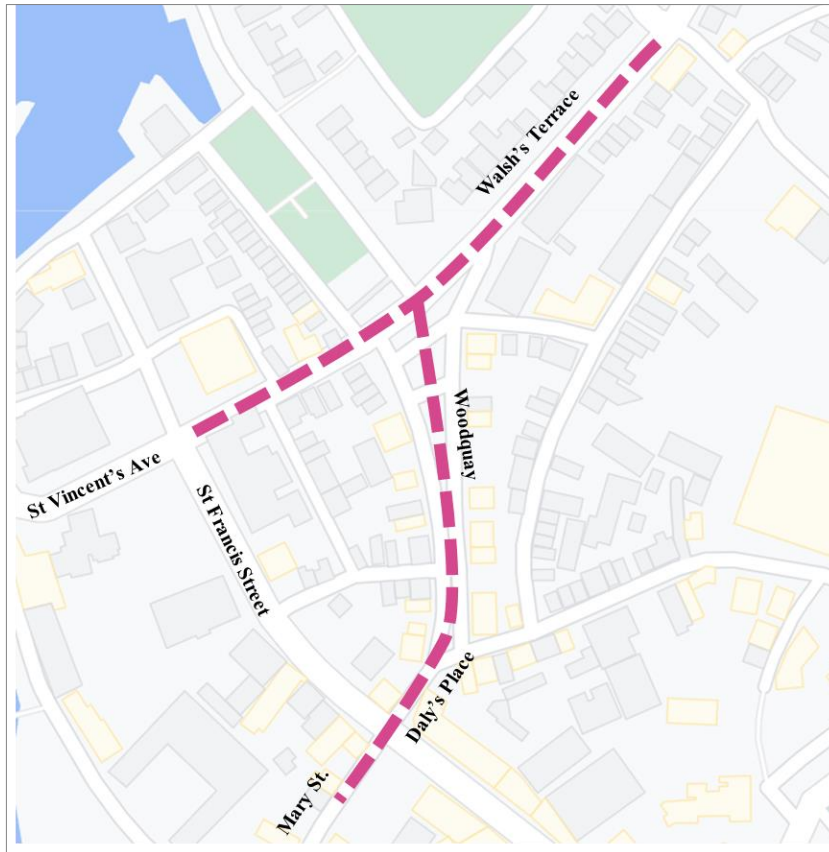 Walsh's Terrace
Woodquay
St Vincent's Ave
St Francis Street
Daly's Place
Mary St.